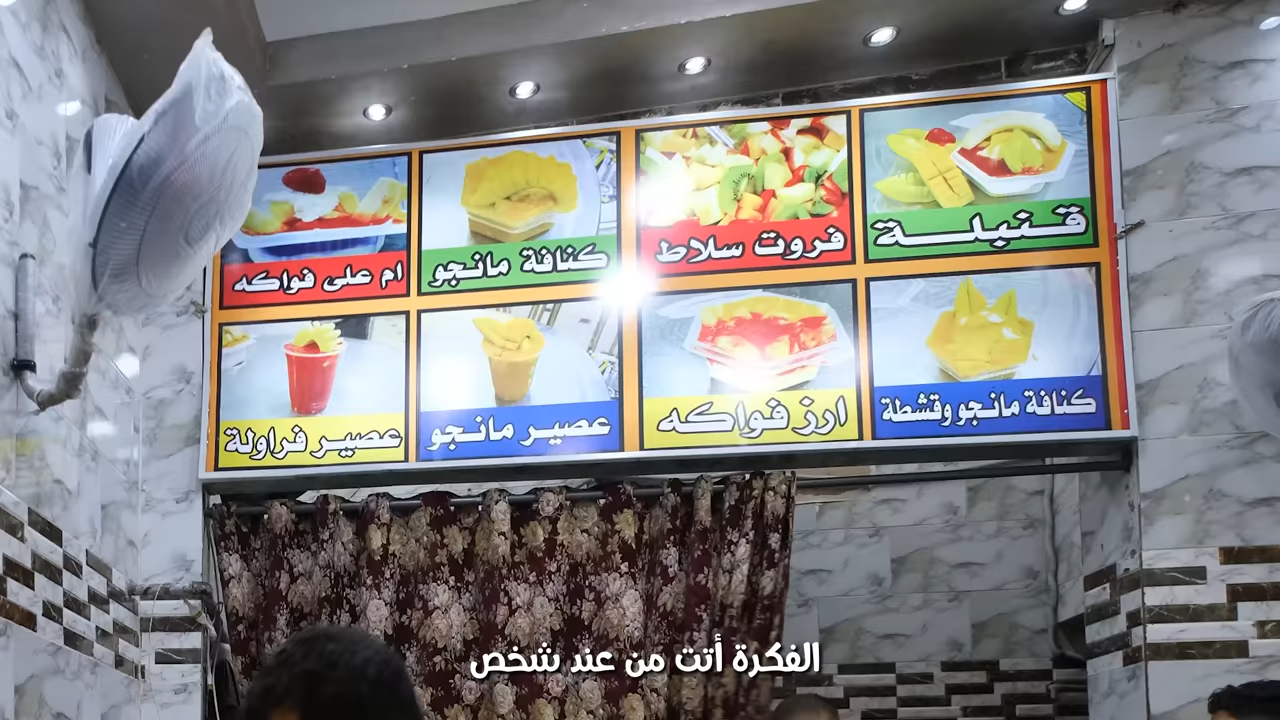 قنبلة
فروت سلاط
كنافة مانجو
ام على فواكه
كنافة مانجو وقشطة
ارز فواكه
عصير مانجو
عصير فراولة
الفكرة أتت من عند شخص